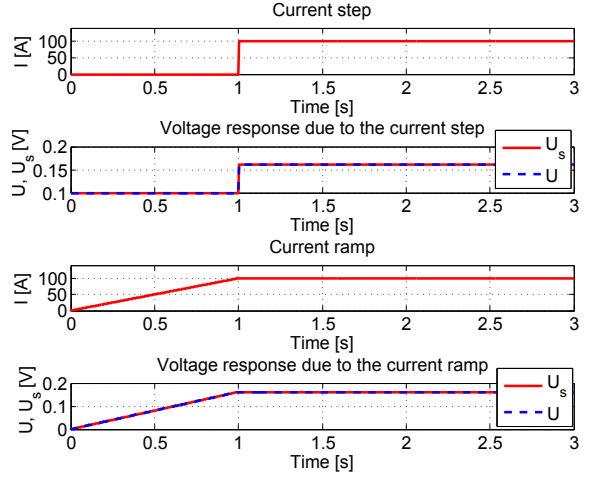 Current step
I [A]
100
50
0
0 0.5 1 1.5 2 2.5 3
Time [s]
Voltage response due to the current step
U, U_s [V]
0.2
0.15
0.1
U_s
U
0 0.5 1 1.5 2 2.5 3
Time [s]
Current ramp
I [A]
100
50
0
0 0.5 1 1.5 2 2.5 3
Time [s]
Voltage response due to the current ramp
U, U_s [V]
0.2
0.1
0
U_s
U
0 0.5 1 1.5 2 2.5 3
Time [s]